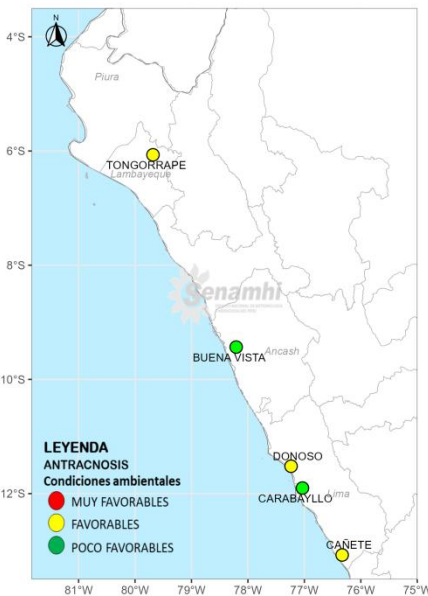 N
4°S
Piura
6°S
TONGORRAPE
Lambayeque
8°S
Senamhi
BUENA VISTA
Ancash
10°S
LEYENDA
ANTRACNOSIS
Condiciones ambientales
MUY FAVORABLES
FAVORABLES
POCO FAVORABLES
DONOSO
12°S
CARABAYLLO
Lima
CAÑETE
81°W 80°W 79°W 78°W 77°W 76°W 75°W